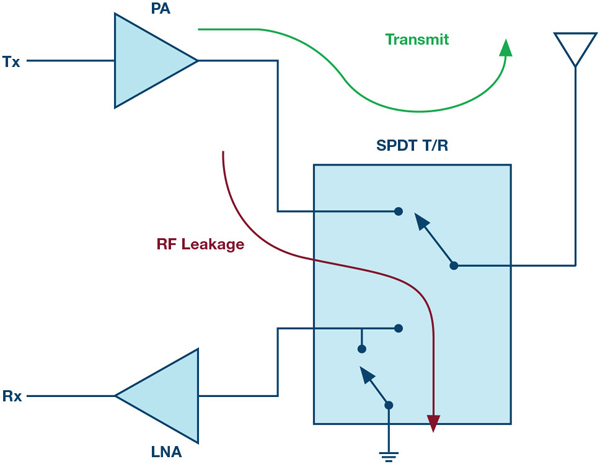 PA
Transmit
Tx
SPDT T/R
RF Leakage
Rx
LNA